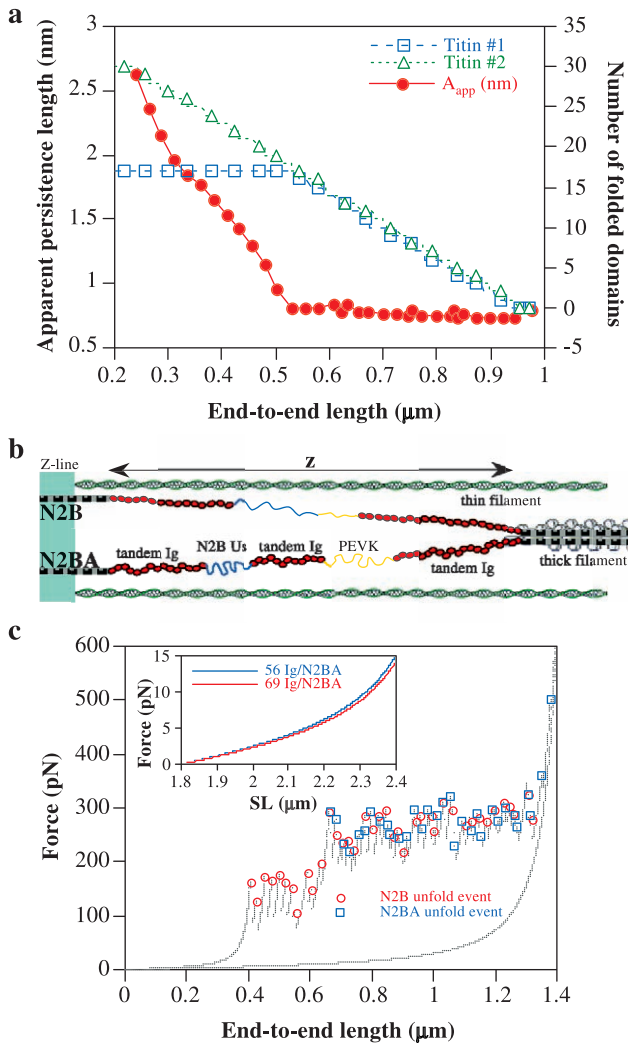 a
Apparent persistence length (nm)
3
2.5
2
1.5
1
0.5
Titin #1
Titin #2
A_app (nm)
35
30
25
20
15
10
5
0
-5
Number of folded domains
0.2 0.3 0.4 0.5 0.6 0.7 0.8 0.9 1
End-to-end length (μm)
b
Z-line
z
N2B
thin filament
N2BA
tandem Ig
N2B Us
tandem Ig
PEVK
tandem Ig
thick filament
c
Force (pN)
600
500
400
300
200
100
0
Force (pN)
15
10
5
0
56 Ig/N2BA
69 Ig/N2BA
1.8 1.9 2 2.1 2.2 2.3 2.4
SL (μm)
N2B unfold event
N2BA unfold event
0 0.2 0.4 0.6 0.8 1 1.2 1.4
End-to-end length (μm)